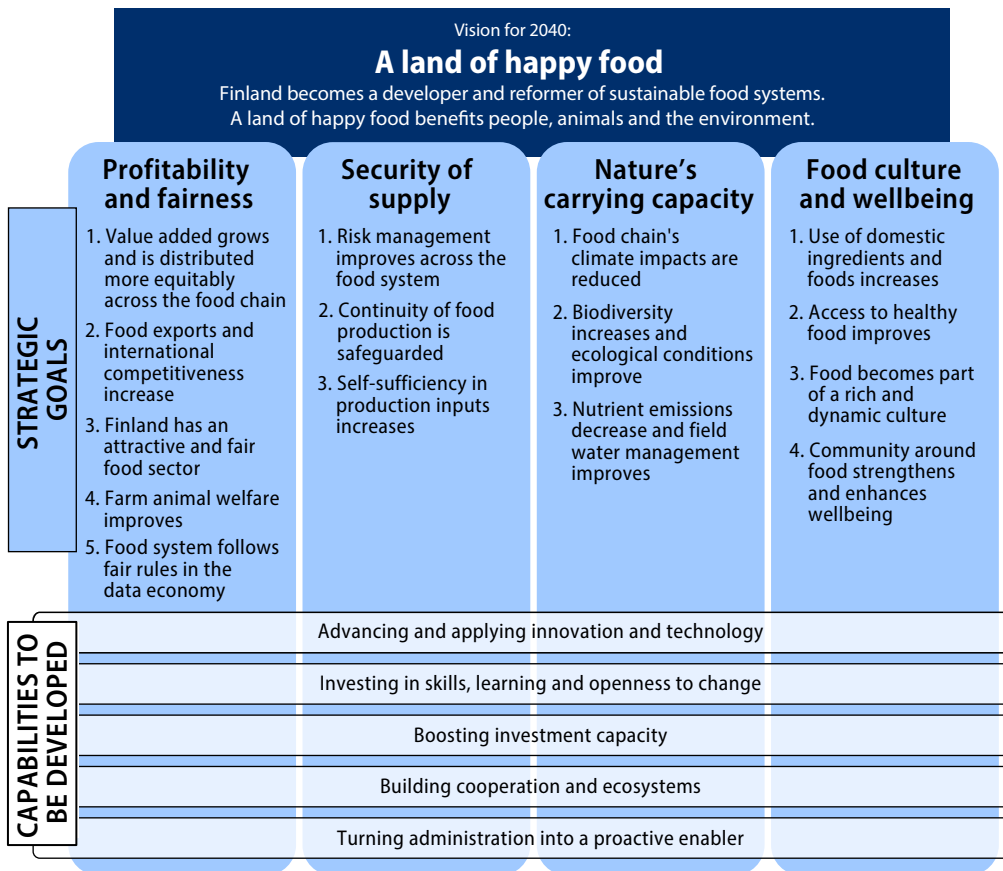 Vision for 2040:
A land of happy food
Finland becomes a developer and reformer of sustainable food systems.
A land of happy food benefits people, animals and the environment.
STRATEGIC
GOALS
Profitability
and fairness
1. Value added grows
and is distributed
more equitably
across the food chain
2. Food exports and
international
competitiveness
increase
3. Finland has an
attractive and fair
food sector
4. Farm animal welfare
improves
5. Food system follows
fair rules in the
data economy
Security of
supply
1. Risk management
improves across the
food system
2. Continuity of food
production is
safeguarded
3. Self-sufficiency in
production inputs
increases
Nature's
carrying capacity
1. Food chain's
climate impacts are
reduced
2. Biodiversity
increases and
ecological conditions
improve
3. Nutrient emissions
decrease and field
water management
improves
Food culture
and wellbeing
1. Use of domestic
ingredients and
foods increases
2. Access to healthy
food improves
3. Food becomes part
of a rich and
dynamic culture
4. Community around
food strengthens
and enhances
wellbeing
CAPABILITIES TO
BE DEVELOPED
Advancing and applying innovation and technology
Investing in skills, learning and openness to change
Boosting investment capacity
Building cooperation and ecosystems
Turning administration into a proactive enabler